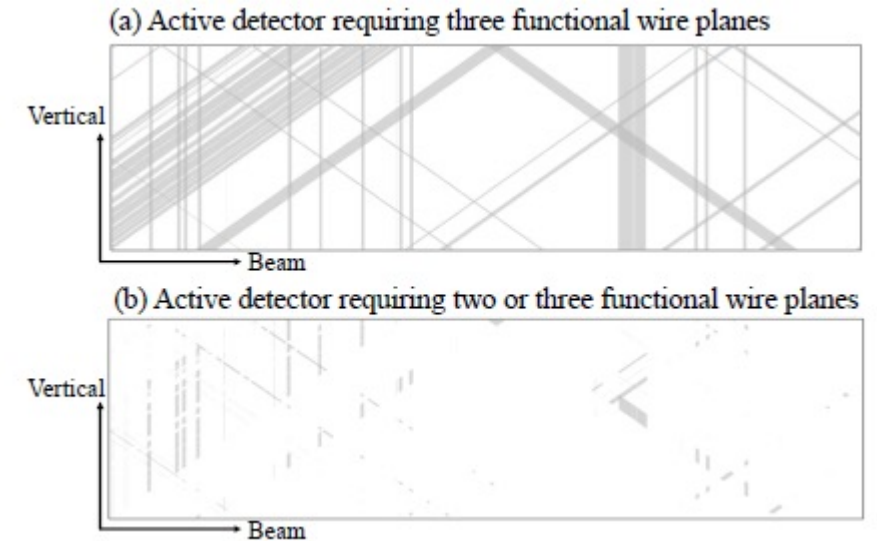 (a) Active detector requiring three functional wire planes
Vertical
Beam
(b) Active detector requiring two or three functional wire planes
Vertical
Beam